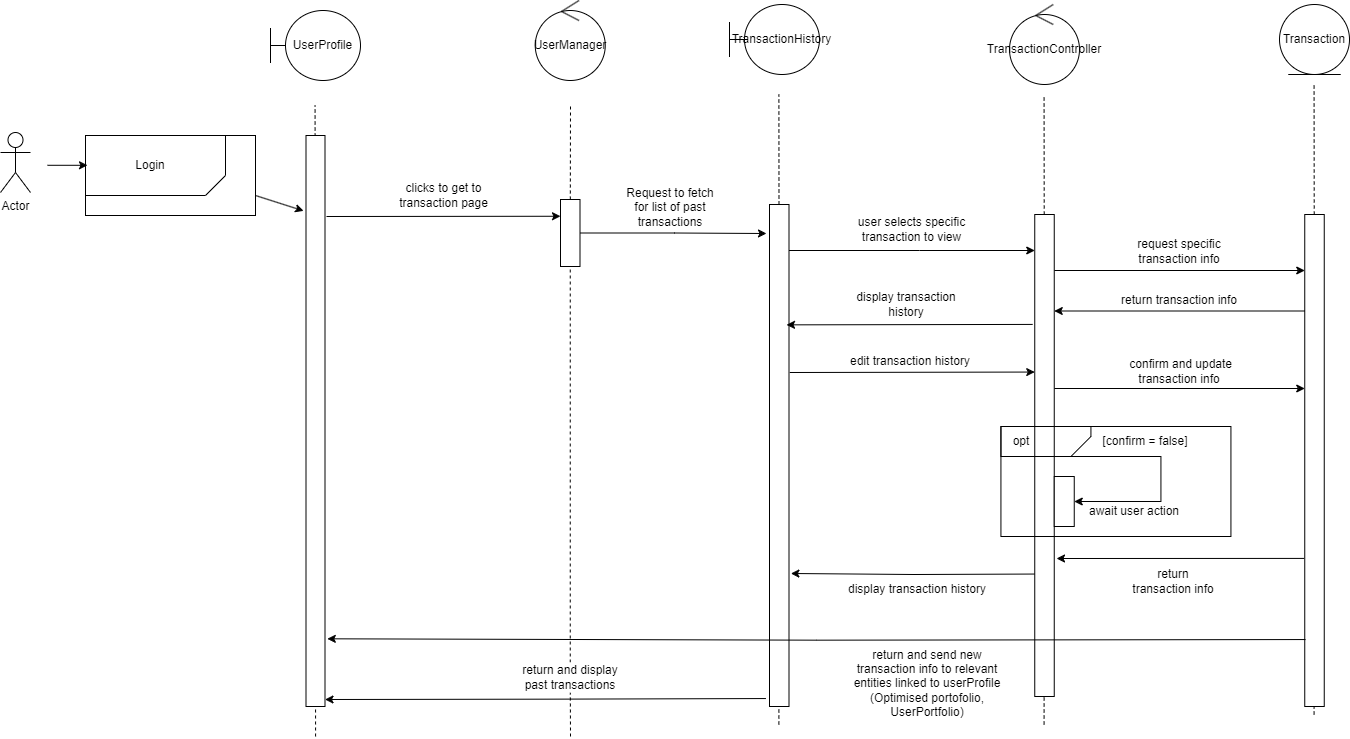 UserProfile
UserManager
TransactionHistory
TransactionController
Transaction
Actor
Login
clicks to get to
transaction page
Request to fetch
for list of past
transactions
user selects specific
transaction to view
request specific
transaction info
display transaction
history
return transaction info
edit transaction history
confirm and update
transaction info
opt
[confirm = false]
await user action
return
transaction info
display transaction history
return and send new
transaction info to relevant
entities linked to userProfile
(Optimised portofolio,
UserPortfolio)
return and display
past transactions